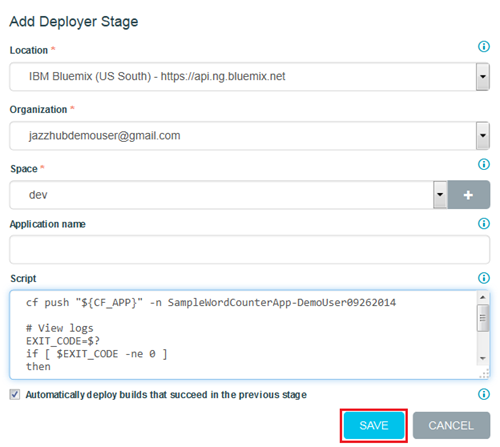 Add Deployer Stage
Location *
IBM Bluemix (US South) - https://api.ng.bluemix.net
Organization *
jazzhubdemouser@gmail.com
Space *
dev
Application name
Script
cf push "${CF_APP}" -n SampleWordCounterApp-DemoUser09262014
# View logs
EXIT_CODE=$?
if [ $EXIT_CODE -ne 0 ]
then
Automatically deploy builds that succeed in the previous stage
SAVE CANCEL